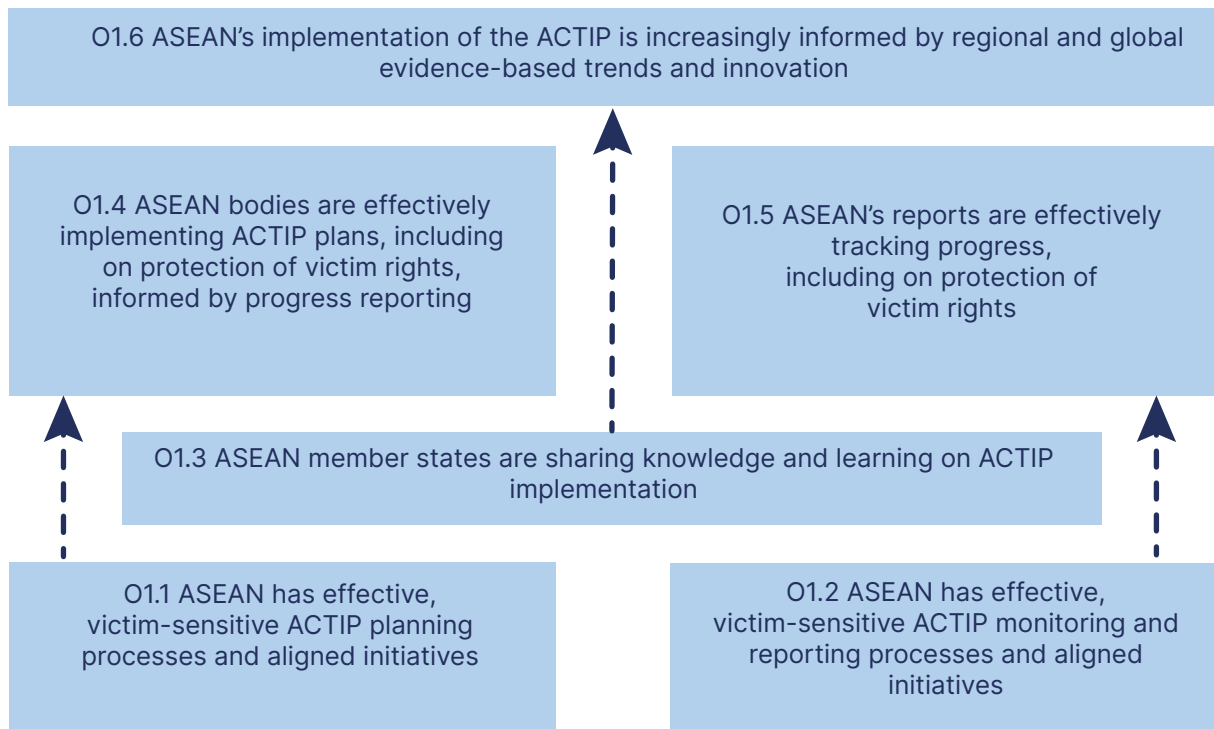 O1.6 ASEAN’s implementation of the ACTIP is increasingly informed by regional and global
evidence-based trends and innovation
O1.4 ASEAN bodies are effectively
implementing ACTIP plans, including
on protection of victim rights,
informed by progress reporting
O1.5 ASEAN’s reports are effectively
tracking progress,
including on protection of
victim rights
O1.3 ASEAN member states are sharing knowledge and learning on ACTIP
implementation
O1.1 ASEAN has effective,
victim-sensitive ACTIP planning
processes and aligned initiatives
O1.2 ASEAN has effective,
victim-sensitive ACTIP monitoring and
reporting processes and aligned
initiatives